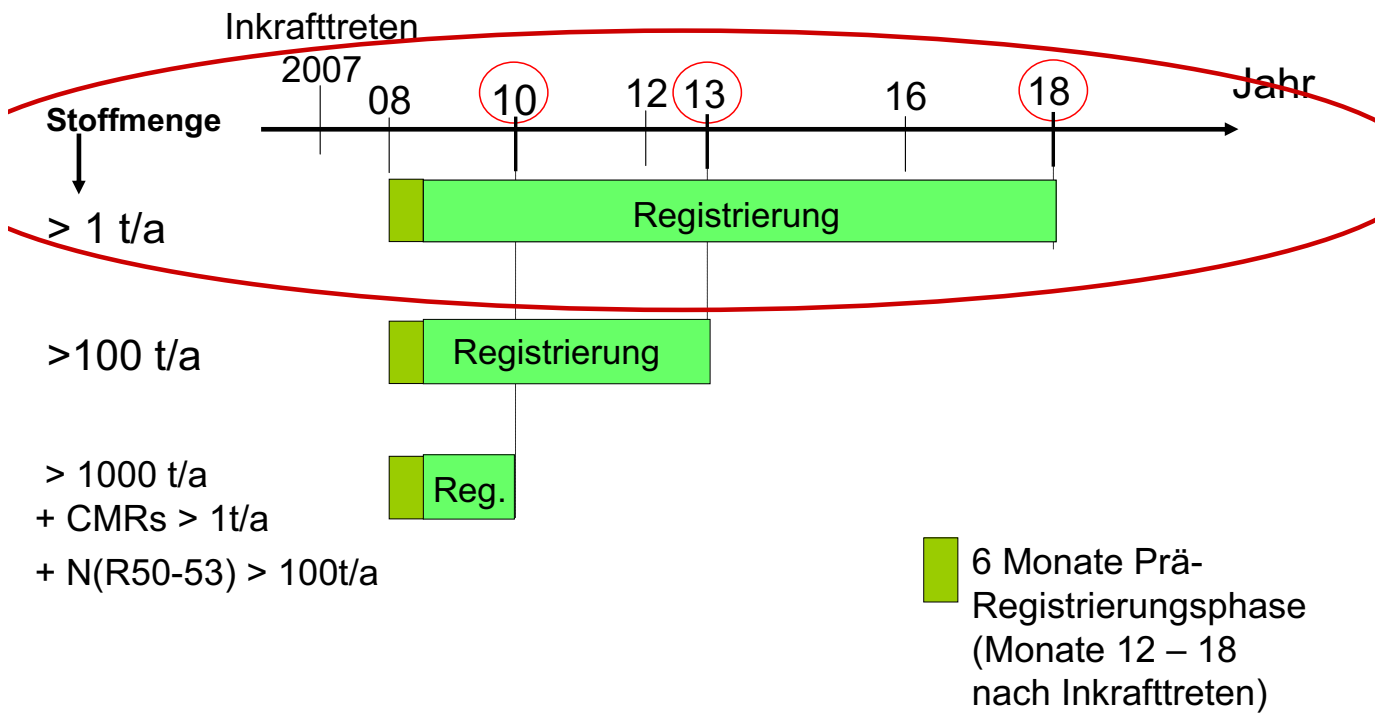 Inkrafttreten
2007
08
10
12
13
16
18
Jahr
Stoffmenge
> 1 t/a
Registrierung
>100 t/a
Registrierung
> 1000 t/a
+ CMRs > 1t/a
+ N(R50-53) > 100t/a
Reg.
6 Monate Prä-
Registrierungsphase
(Monate 12 – 18
nach Inkrafttreten)